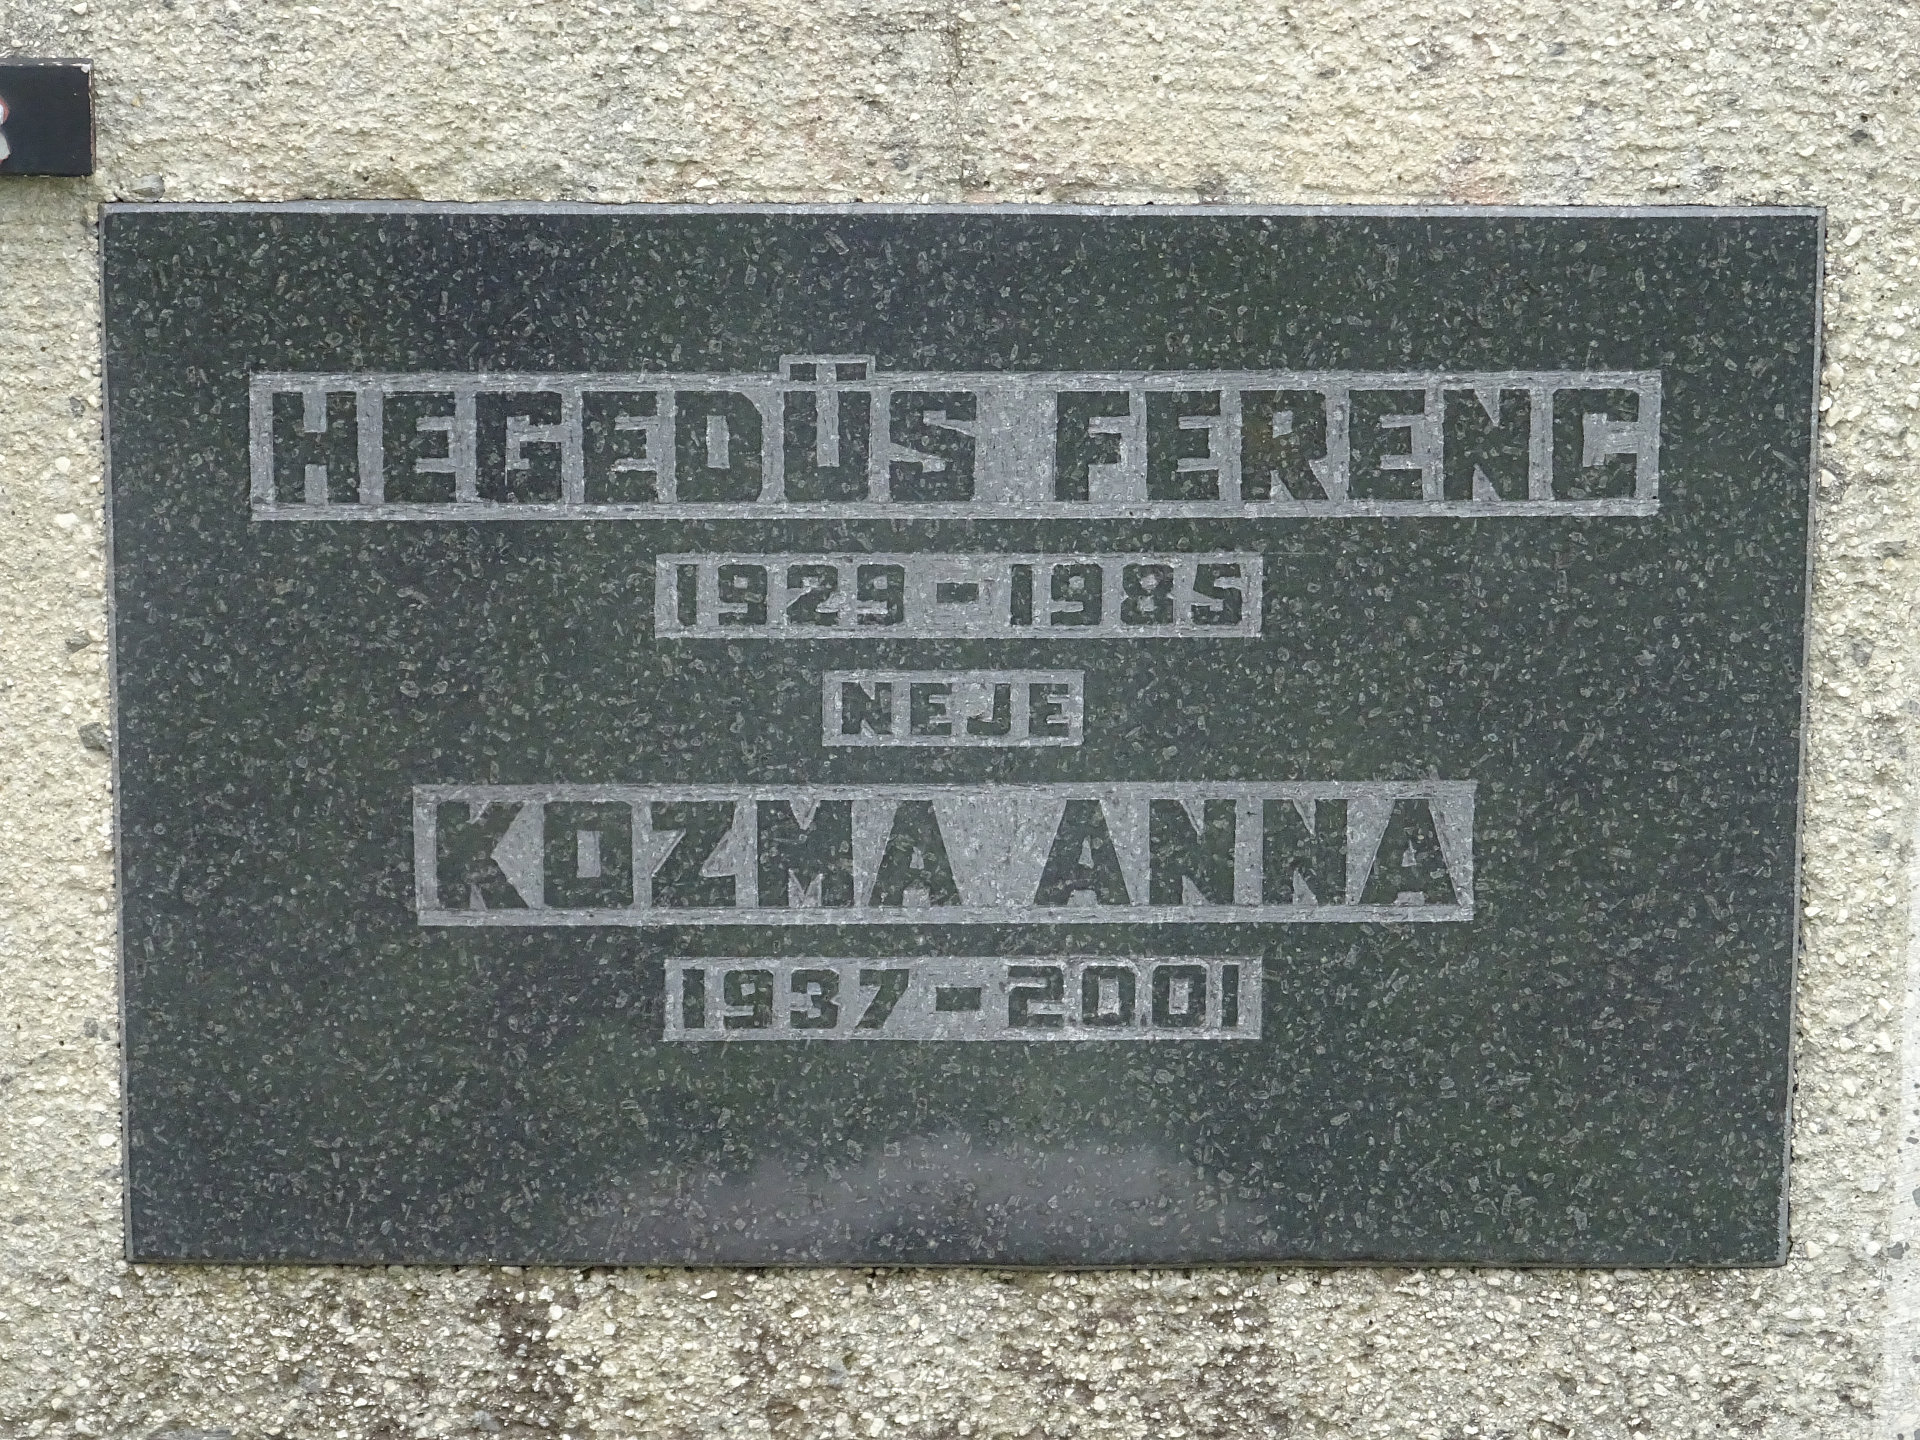 HEGEDŰS FERENC
1929-1985
NEJE
KOZMA ANNA
1937-2001